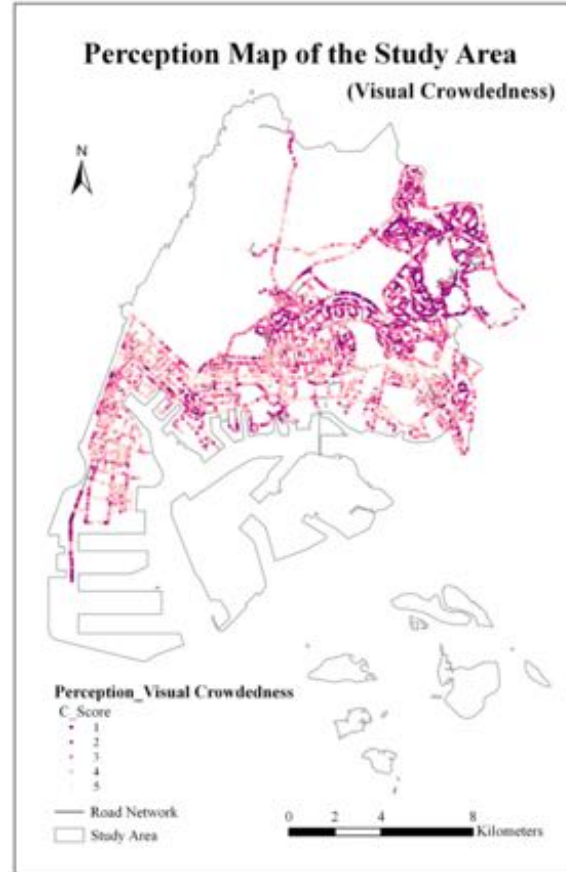 Perception Map of the Study Area
(Visual Crowdedness)
N
Perception_Visual Crowdedness
C_Score
1
2
3
4
5
Road Network
Study Area
0 2 4 8
Kilometers